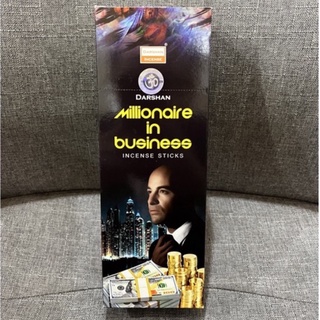 DARSHAN
Millionaire
in
business
INCENSE STICKS